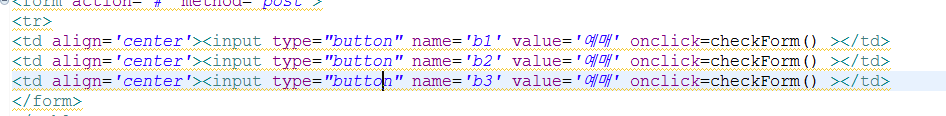 <form action="#" method="post">
<tr>
<td align='center'><input type="button" name='b1' value='예매' onclick=checkForm() ></td>
<td align='center'><input type="button" name='b2' value='예매' onclick=checkForm() ></td>
<td align='center'><input type="button" name='b3' value='예매' onclick=checkForm() ></td>
</form>